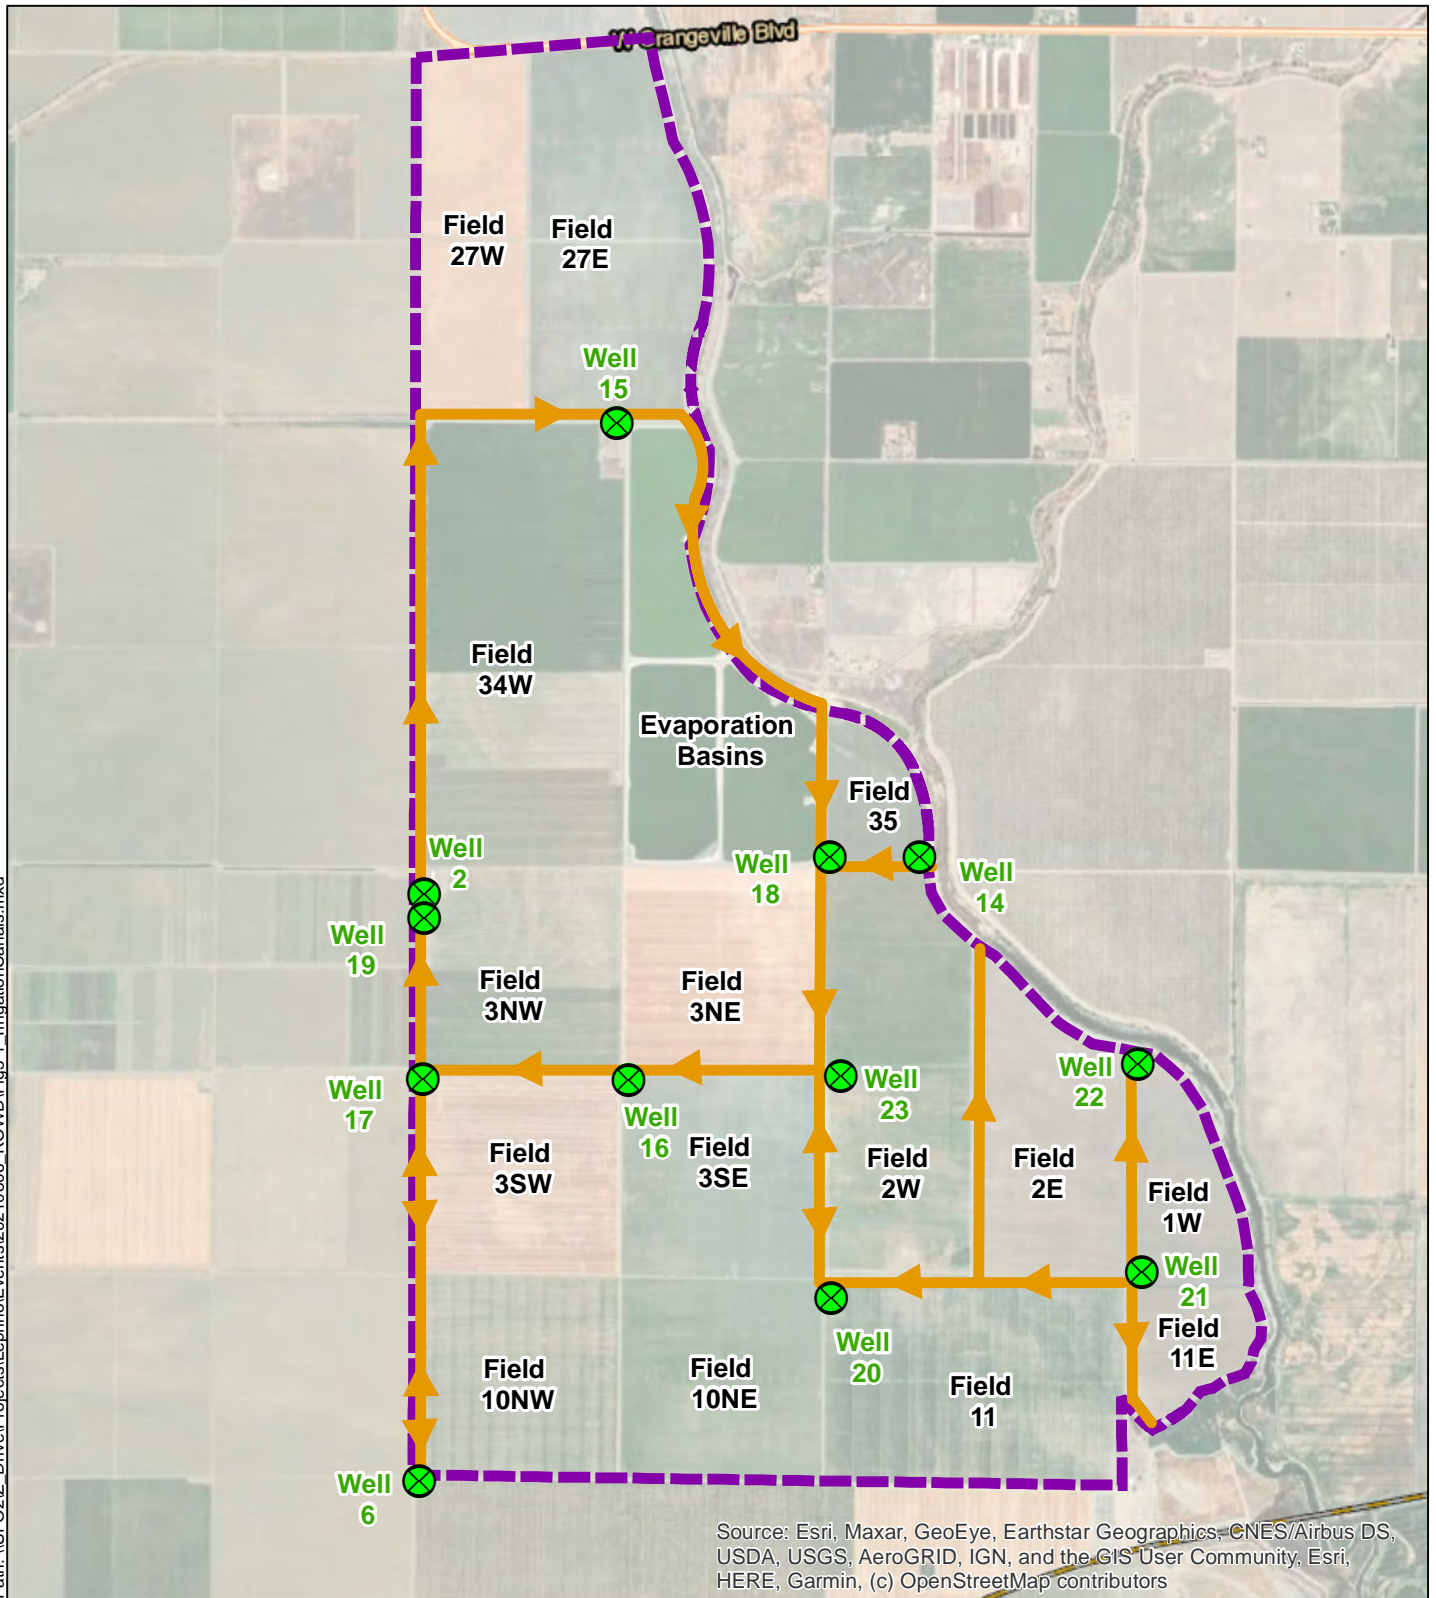 W Grangeville Blvd
Field
27W
Field
27E
Well
15
Field
34W
Evaporation
Basins
Field
35
Well
2
Well
18
Well
14
Well
19
Field
3NW
Field
3NE
Well
17
Well
16
Well
23
Well
22
Field
3SW
Field
3SE
Field
2W
Field
2E
Field
1W
Well
21
Field
11E
Well
20
Field
10NW
Field
10NE
Field
11
Well
6
Source: Esri, Maxar, GeoEye, Earthstar Geographics, CNES/Airbus DS,
USDA, USGS, AeroGRID, IGN, and the GIS User Community, Esri,
HERE, Garmin, (c) OpenStreetMap contributors